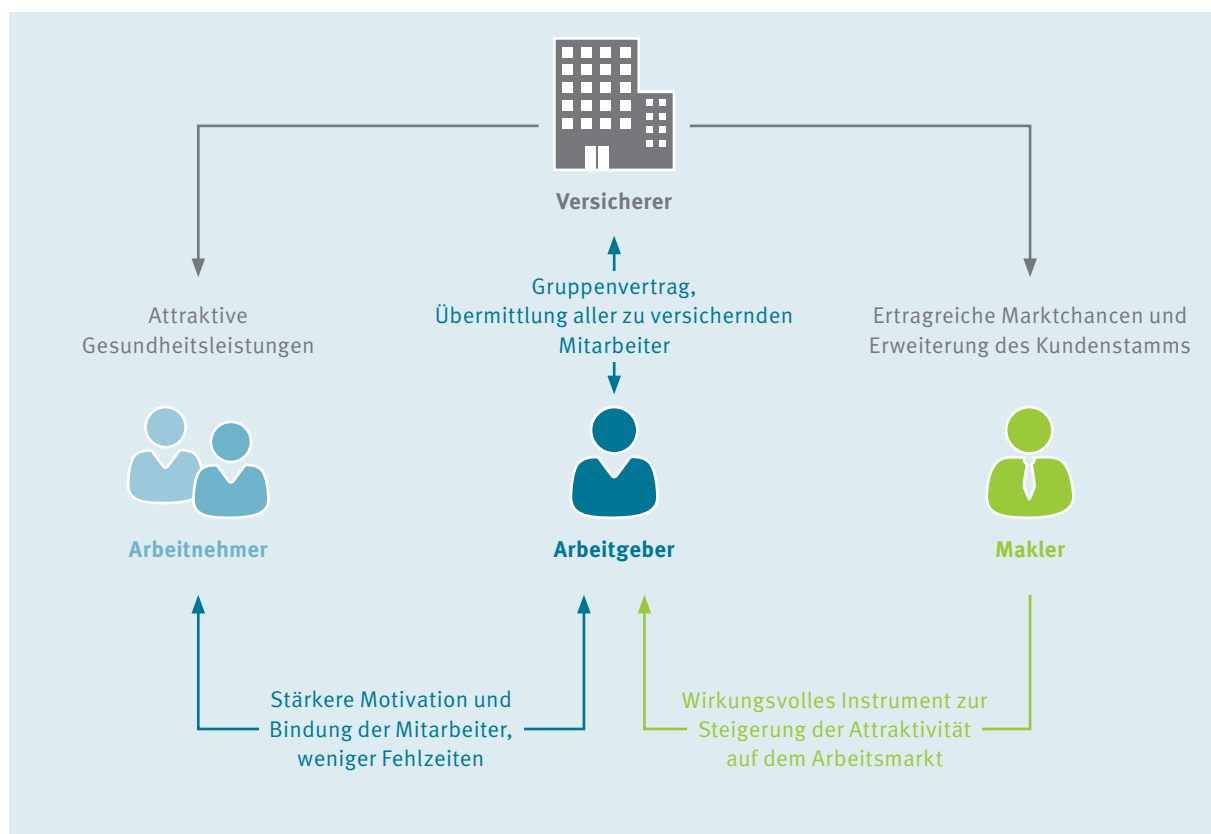 Versicherer
Gruppenvertrag,
Übermittlung aller zu versichernden
Mitarbeiter
Attraktive
Gesundheitsleistungen
Ertragreiche Marktchancen und
Erweiterung des Kundenstamms
Arbeitnehmer
Arbeitgeber
Makler
Stärkere Motivation und
Bindung der Mitarbeiter,
weniger Fehlzeiten
Wirkungsvolles Instrument zur
Steigerung der Attraktivität
auf dem Arbeitsmarkt